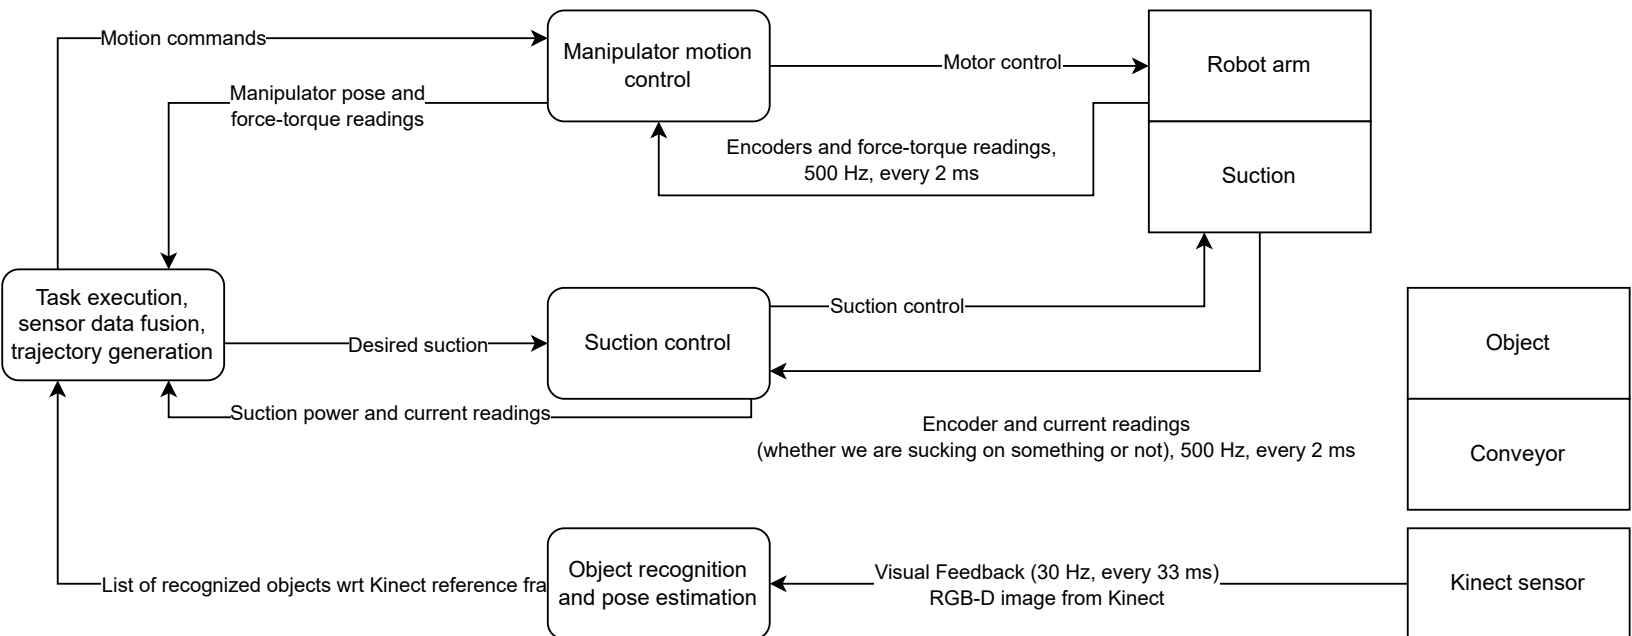 Motion commands
Manipulator motion
control
Motor control
Robot arm
Manipulator pose and
force-torque readings
Encoders and force-torque readings,
500 Hz, every 2 ms
Suction
Task execution,
sensor data fusion,
trajectory generation
Desired suction
Suction control
Suction control
Object
Suction power and current readings
Encoder and current readings
(whether we are sucking on something or not), 500 Hz, every 2 ms
Conveyor
List of recognized objects wrt Kinect reference fra
Object recognition
and pose estimation
Visual Feedback (30 Hz, every 33 ms)
RGB-D image from Kinect
Kinect sensor